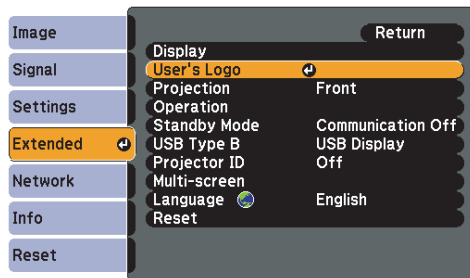 Image
Signal
Settings
Extended
Network
Info
Reset
Return
Display
User's Logo
Projection Front
Operation
Standby Mode Communication Off
USB Type B USB Display
Projector ID Off
Multi-screen
Language English
Reset